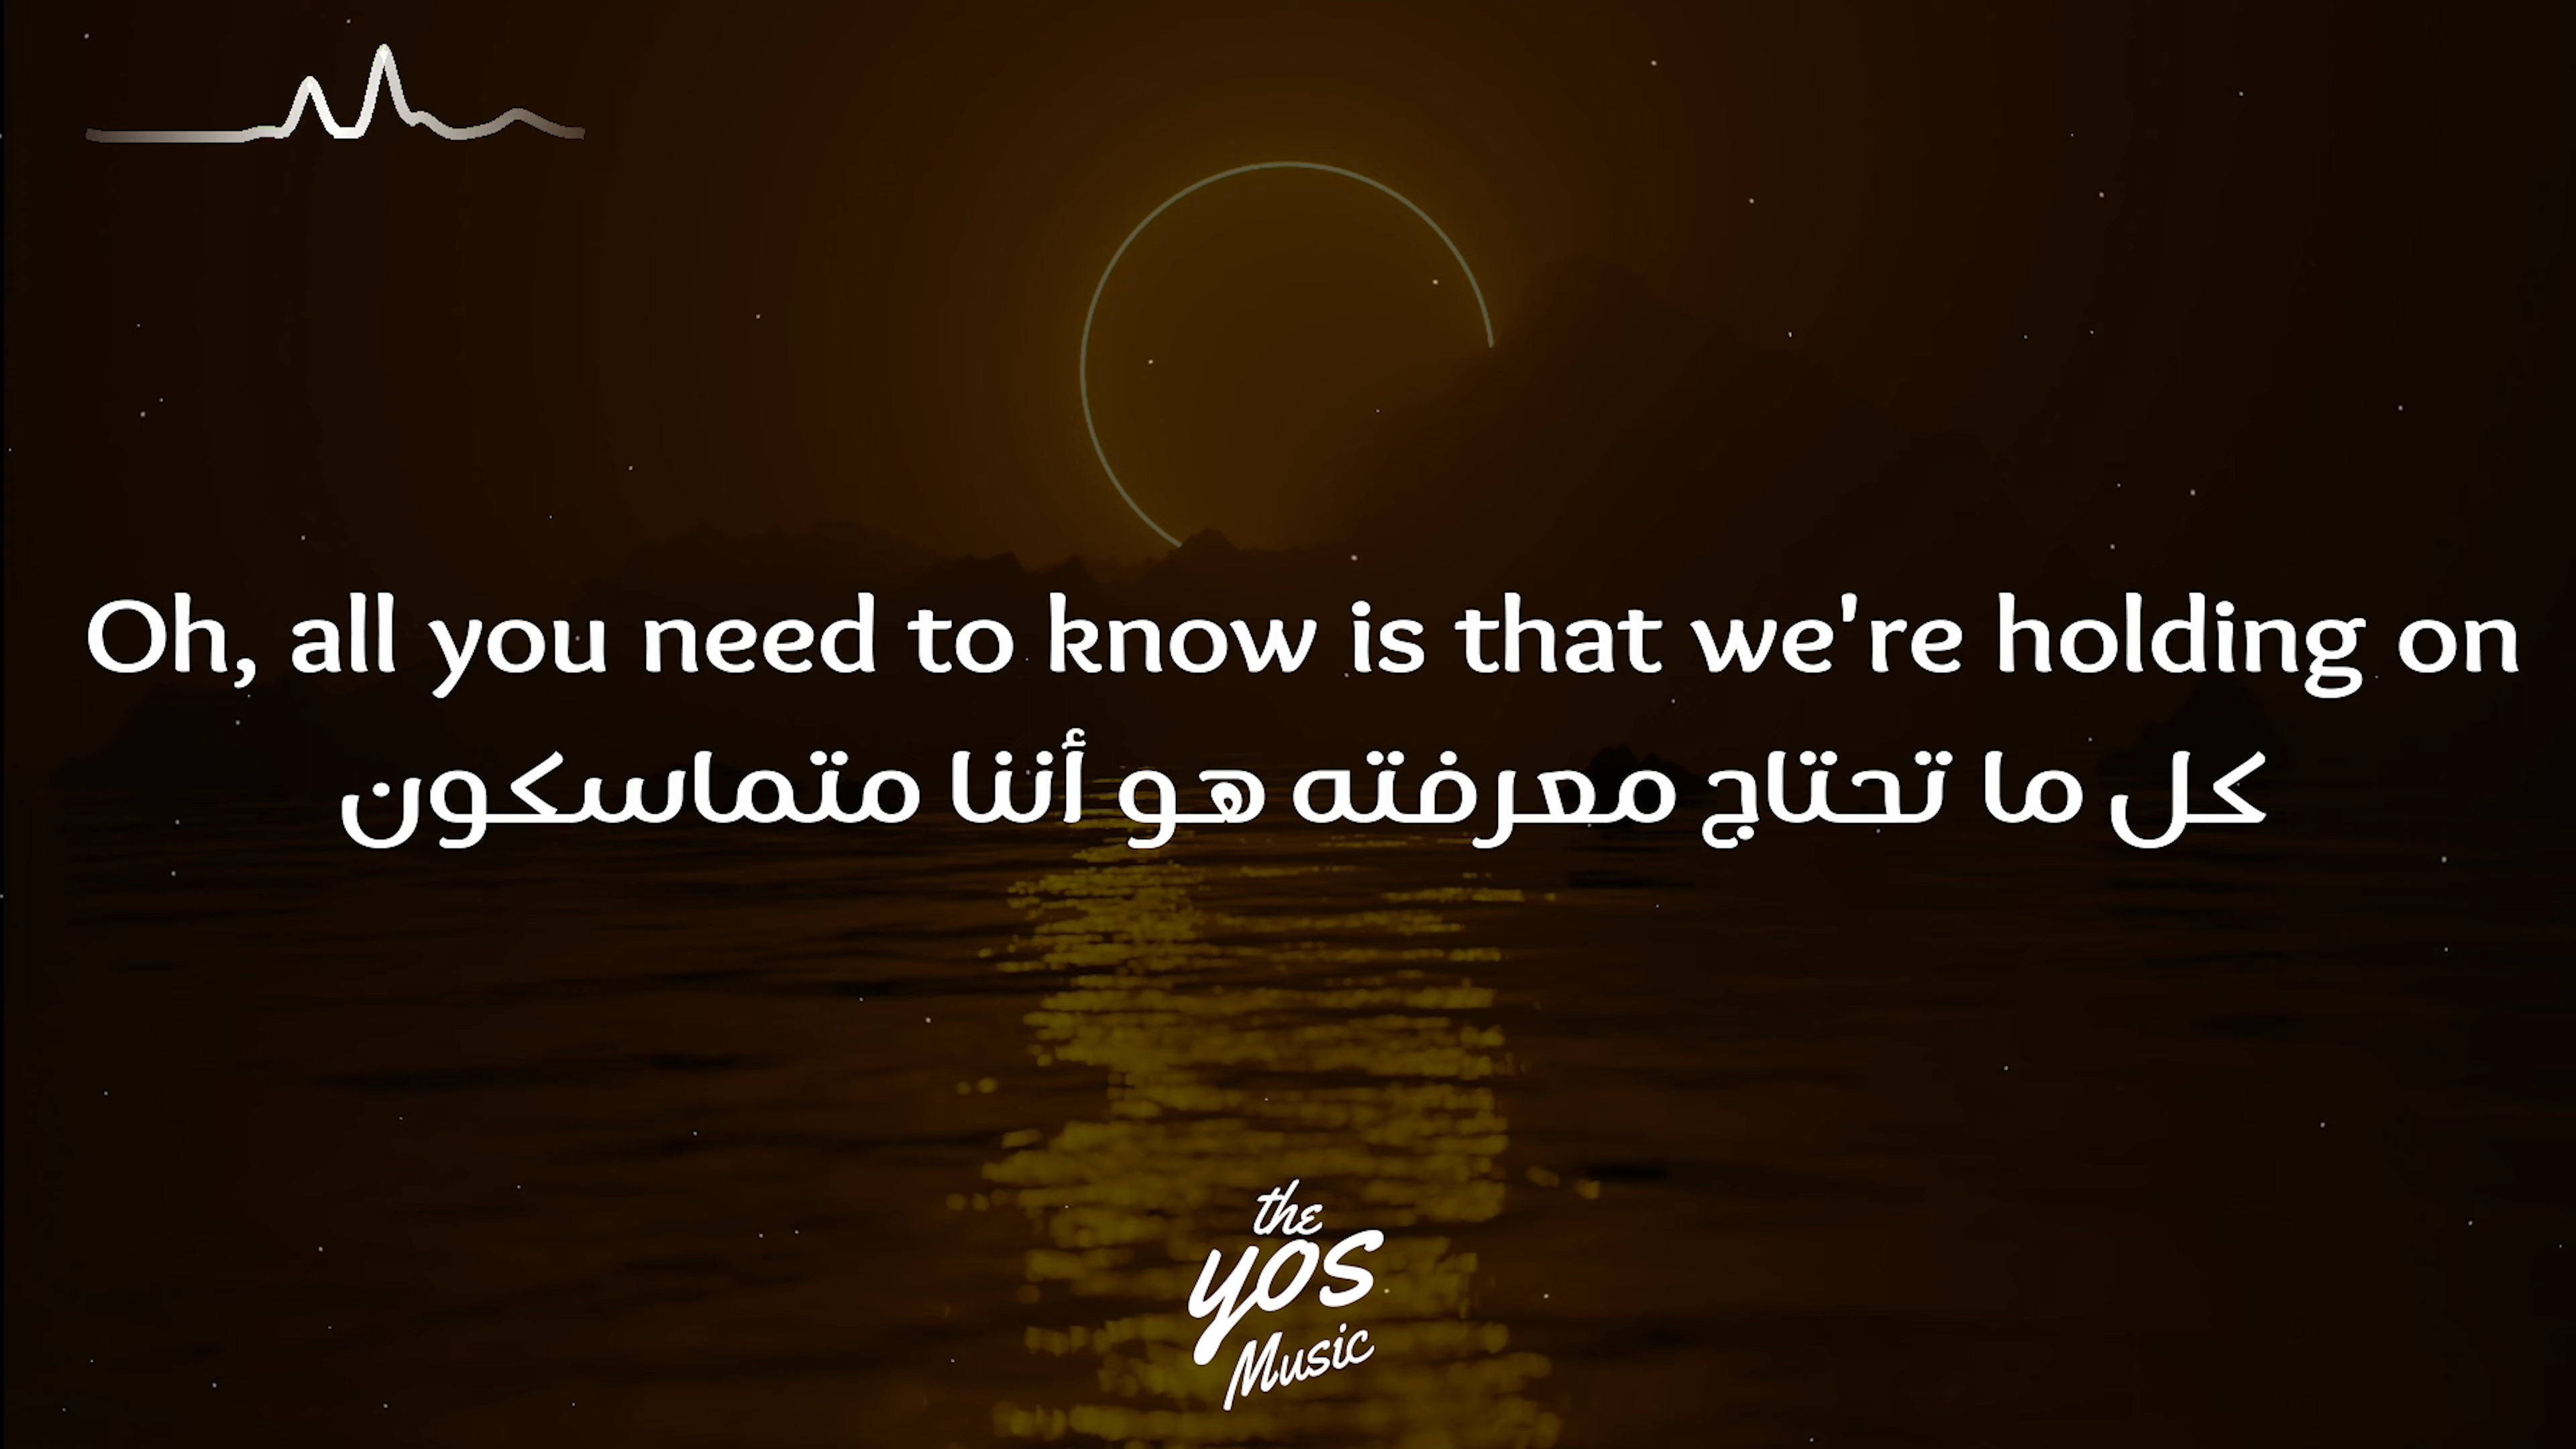 Oh, all you need to know is that we're holding on
كل ما تحتاج معرفته هو أننا متماسكون
the
yos
Music